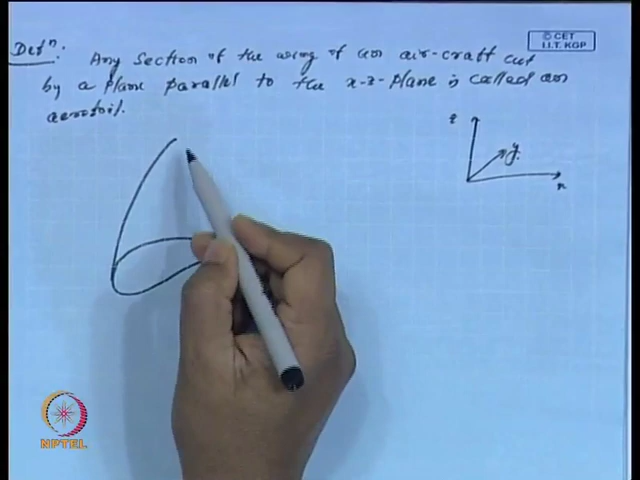 Defⁿ: Any section of the wing of an air-craft cut
by a plane parallel to the x-z-plane is called an
aerofoil.
© CET
I.I.T. KGP
z
y
x
NPTEL